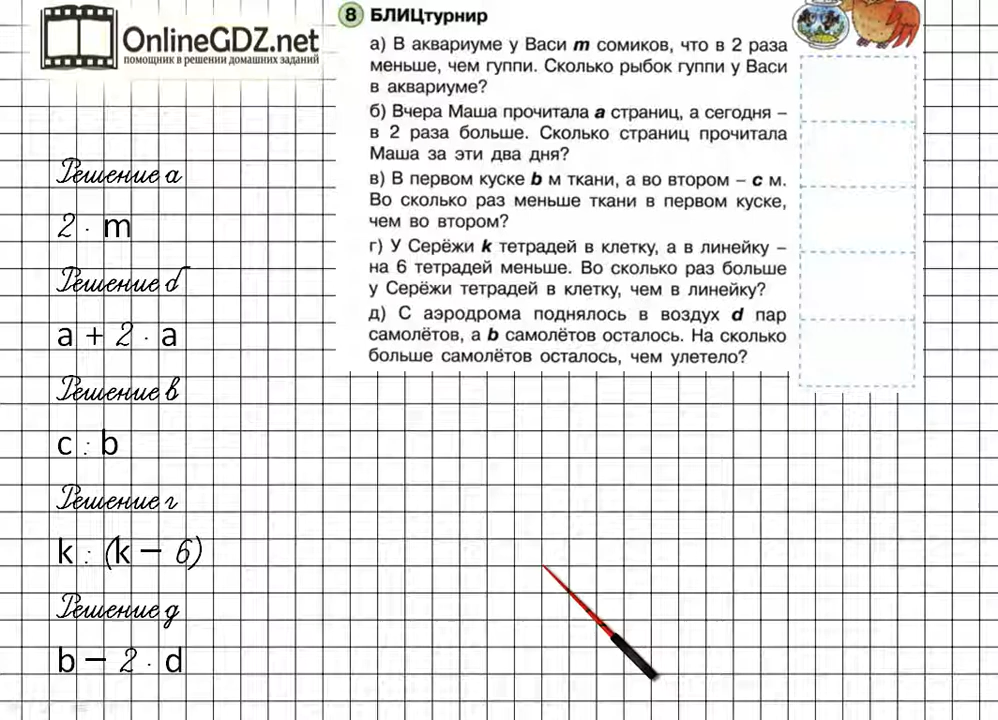 OnlineGDZ.net
помощник в решении домашних заданий
8 БЛИЦтурнир
а) В аквариуме у Васи m сомиков, что в 2 раза
меньше, чем гуппи. Сколько рыбок гуппи у Васи
в аквариуме?
б) Вчера Маша прочитала a страниц, а сегодня –
в 2 раза больше. Сколько страниц прочитала
Маша за эти два дня?
в) В первом куске b м ткани, а во втором – c м.
Во сколько раз меньше ткани в первом куске,
чем во втором?
г) У Серёжи k тетрадей в клетку, а в линейку –
на 6 тетрадей меньше. Во сколько раз больше
у Серёжи тетрадей в клетку, чем в линейку?
д) С аэродрома поднялось в воздух d пар
самолётов, а b самолётов осталось. На сколько
больше самолётов осталось, чем улетело?
Решение а
2 · m
Решение б
a + 2 · a
Решение в
c : b
Решение г
k : (k − 6)
Решение д
b − 2 · d